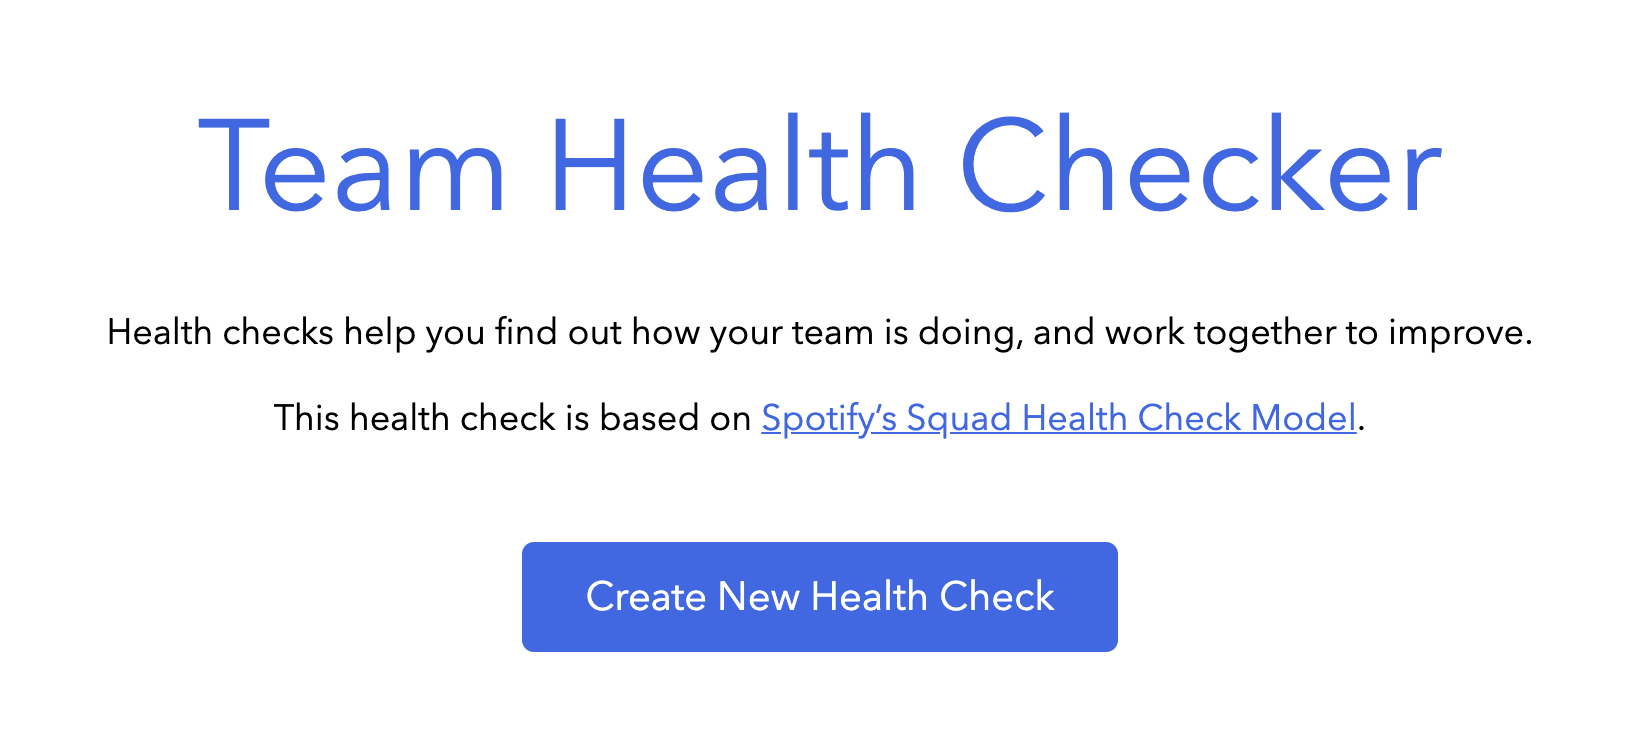 Team Health Checker
Health checks help you find out how your team is doing, and work together to improve.
This health check is based on Spotify’s Squad Health Check Model.
Create New Health Check